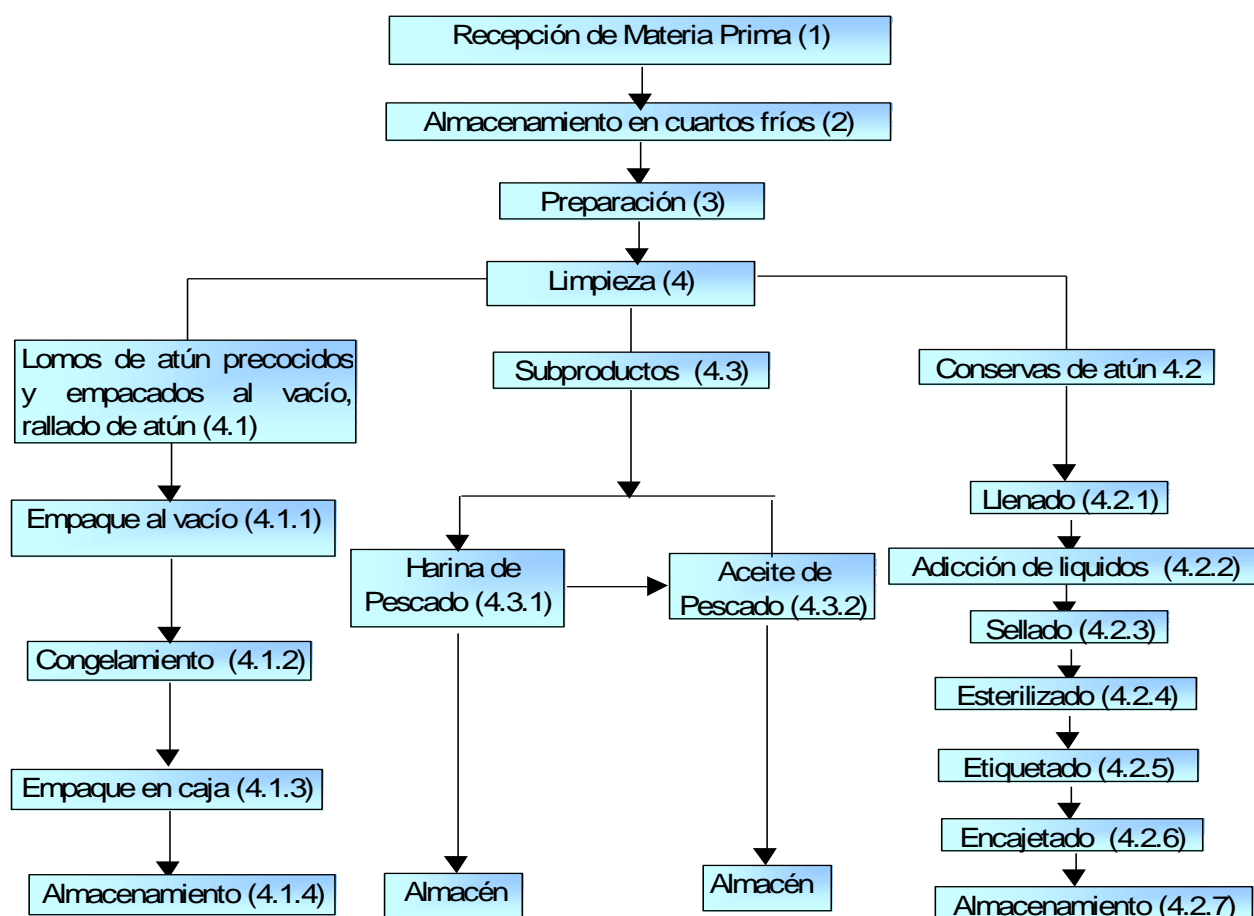 Recepción de Materia Prima (1)
Almacenamiento en cuartos fríos (2)
Preparación (3)
Limpieza (4)
Lomos de atún precocidos
y empacados al vacío,
rallado de atún (4.1)
Empaque al vacío (4.1.1)
Congelamiento (4.1.2)
Empaque en caja (4.1.3)
Almacenamiento (4.1.4)
Subproductos (4.3)
Harina de
Pescado (4.3.1)
Almacén
Aceite de
Pescado (4.3.2)
Almacén
Conservas de atún 4.2
Llenado (4.2.1)
Adicción de liquidos (4.2.2)
Sellado (4.2.3)
Esterilizado (4.2.4)
Etiquetado (4.2.5)
Encajetado (4.2.6)
Almacenamiento (4.2.7)